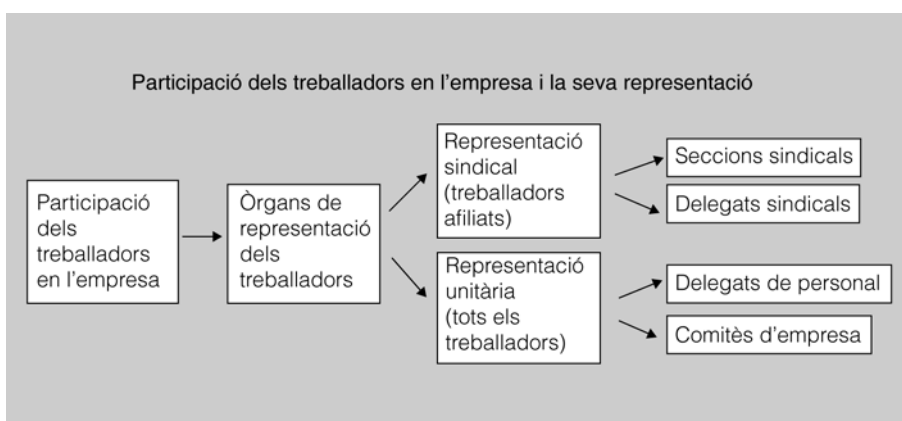 Participació dels treballadors en l'empresa i la seva representació
Participació
dels
treballadors
en l'empresa
Òrgans de
representació
dels
treballadors
Representació
sindical
(treballadors
afiliats)
Representació
unitària
(tots els
treballadors)
Seccions sindicals
Delegats sindicals
Delegats de personal
Comitès d'empresa